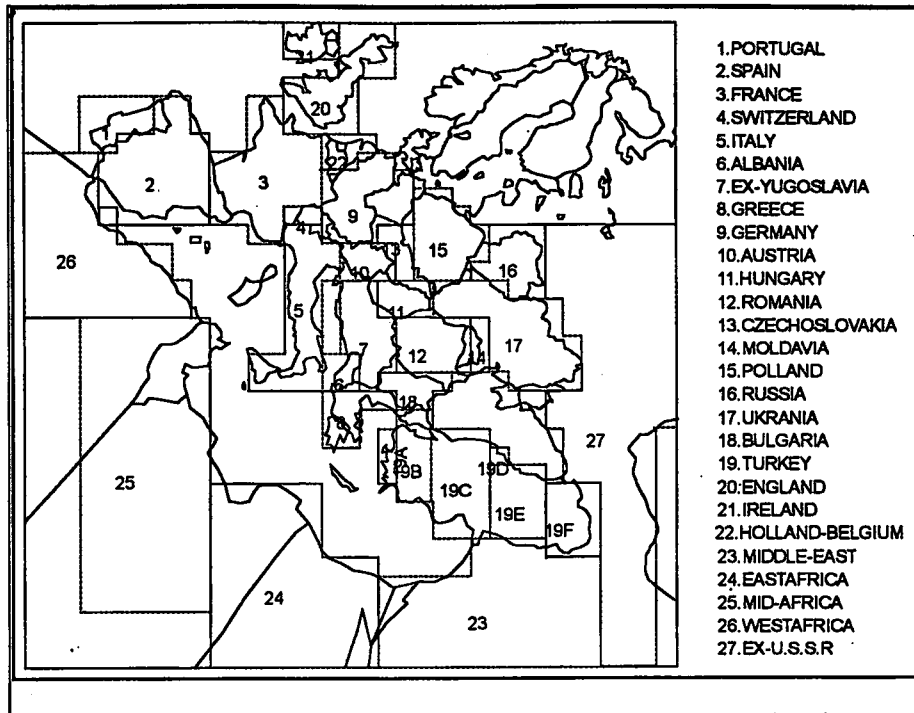 21
20
22
2
3
9
4
15
26
10
16
5
11
7
17
12
14
6
18
27
19B
19D
25
19C
19E
19F
24
23
1.PORTUGAL
2.SPAIN
3.FRANCE
4.SWITZERLAND
5.ITALY
6.ALBANIA
7.EX-YUGOSLAVIA
8.GREECE
9.GERMANY
10.AUSTRIA
11.HUNGARY
12.ROMANIA
13.CZECHOSLOVAKIA
14.MOLDAVIA
15.POLLAND
16.RUSSIA
17.UKRANIA
18.BULGARIA
19.TURKEY
20.ENGLAND
21.IRELAND
22.HOLLAND-BELGIUM
23.MIDDLE-EAST
24.EASTAFRICA
25.MID-AFRICA
26.WESTAFRICA
27.EX-U.S.S.R